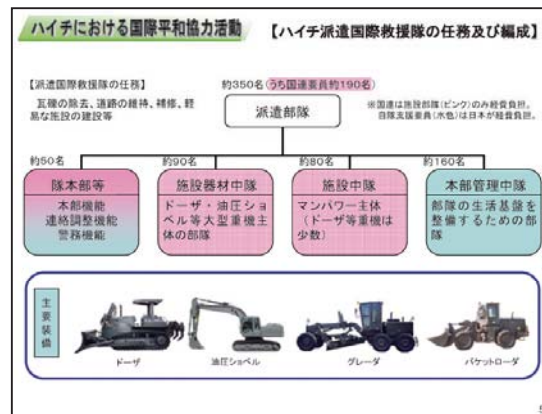 ハイチにおける国際平和協力活動 【ハイチ派遣国際救援隊の任務及び編成】
【派遣国際救援隊の任務】
瓦礫の除去、道路の維持、補修、軽
易な施設の建設等
約350名(うち国連要員約190名)
派遣部隊
※国連は施設部隊(ピンク)のみ経費負担。
自隊支援要員(水色)は日本が経費負担。
約50名
隊本部等
本部機能
連絡調整機能
警務機能
約90名
施設器材中隊
ドーザ・油圧ショ
ベル等大型重機主
体の部隊
約80名
施設中隊
マンパワー主体
(ドーザ等重機は
少数)
約160名
本部管理中隊
部隊の生活基盤を
整備するための部
隊
主要装備
ドーザ
油圧ショベル
グレーダ
バケットローダ